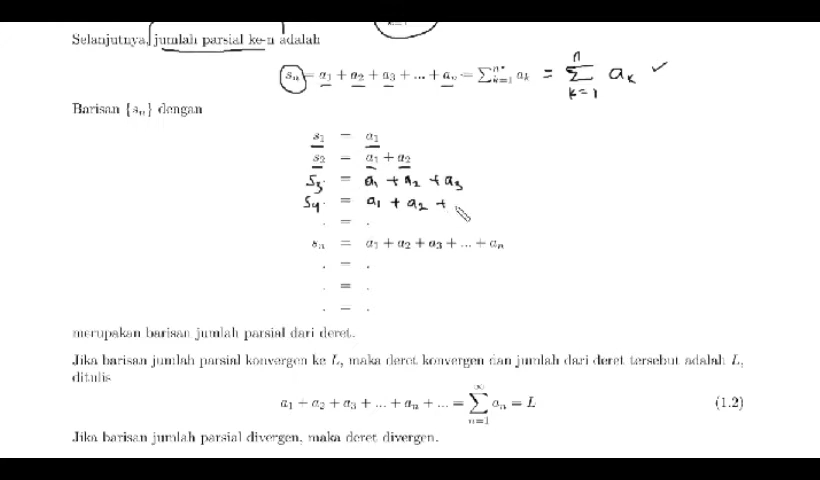 Selanjutnya, jumlah parsial ke-n adalah
s_n = a_1 + a_2 + a_3 + ... + a_n = ∑_{k=1}^{n} a_k = ∑_{k=1}^{n} a_k ✓
Barisan {s_n} dengan
s_1 = a_1
s_2 = a_1 + a_2
s_3 = a_1 + a_2 + a_3
s_4 = a_1 + a_2 +
. = .
s_n = a_1 + a_2 + a_3 + ... + a_n
. = .
. = .
. = .
merupakan barisan jumlah parsial dari deret.
Jika barisan jumlah parsial konvergen ke L, maka deret konvergen dan jumlah dari deret tersebut adalah L,
ditulis
a_1 + a_2 + a_3 + ... + a_n + ... = ∑_{n=1}^{∞} a_n = L (1.2)
Jika barisan jumlah parsial divergen, maka deret divergen.